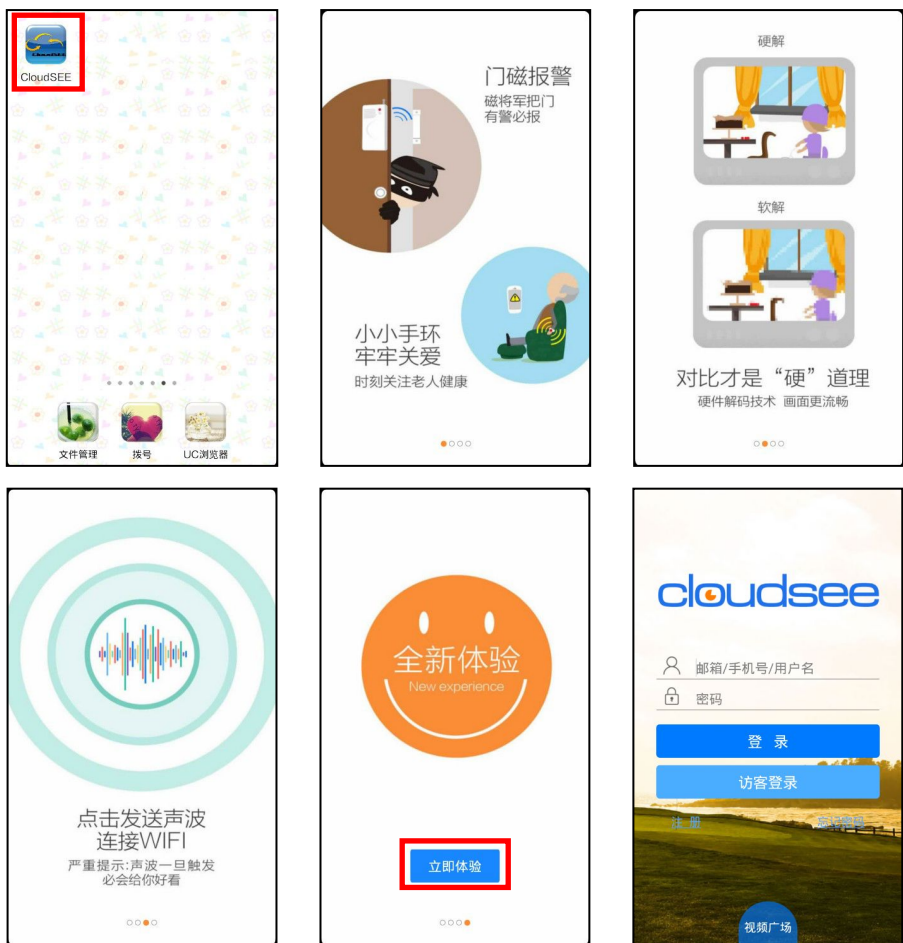 CloudSEE
文件管理
拨号
UC浏览器
门磁报警
磁将军把门
有警必报
小小手环
牢牢关爱
时刻关注老人健康
硬解
软解
对比才是“硬”道理
硬件解码技术 画面更流畅
点击发送声波
连接WIFI
严重提示:声波一旦触发
必会给你好看
全新体验
New experience
立即体验
cloudsee
邮箱/手机号/用户名
密码
登 录
访客登录
注 册
忘记密码
视频广场